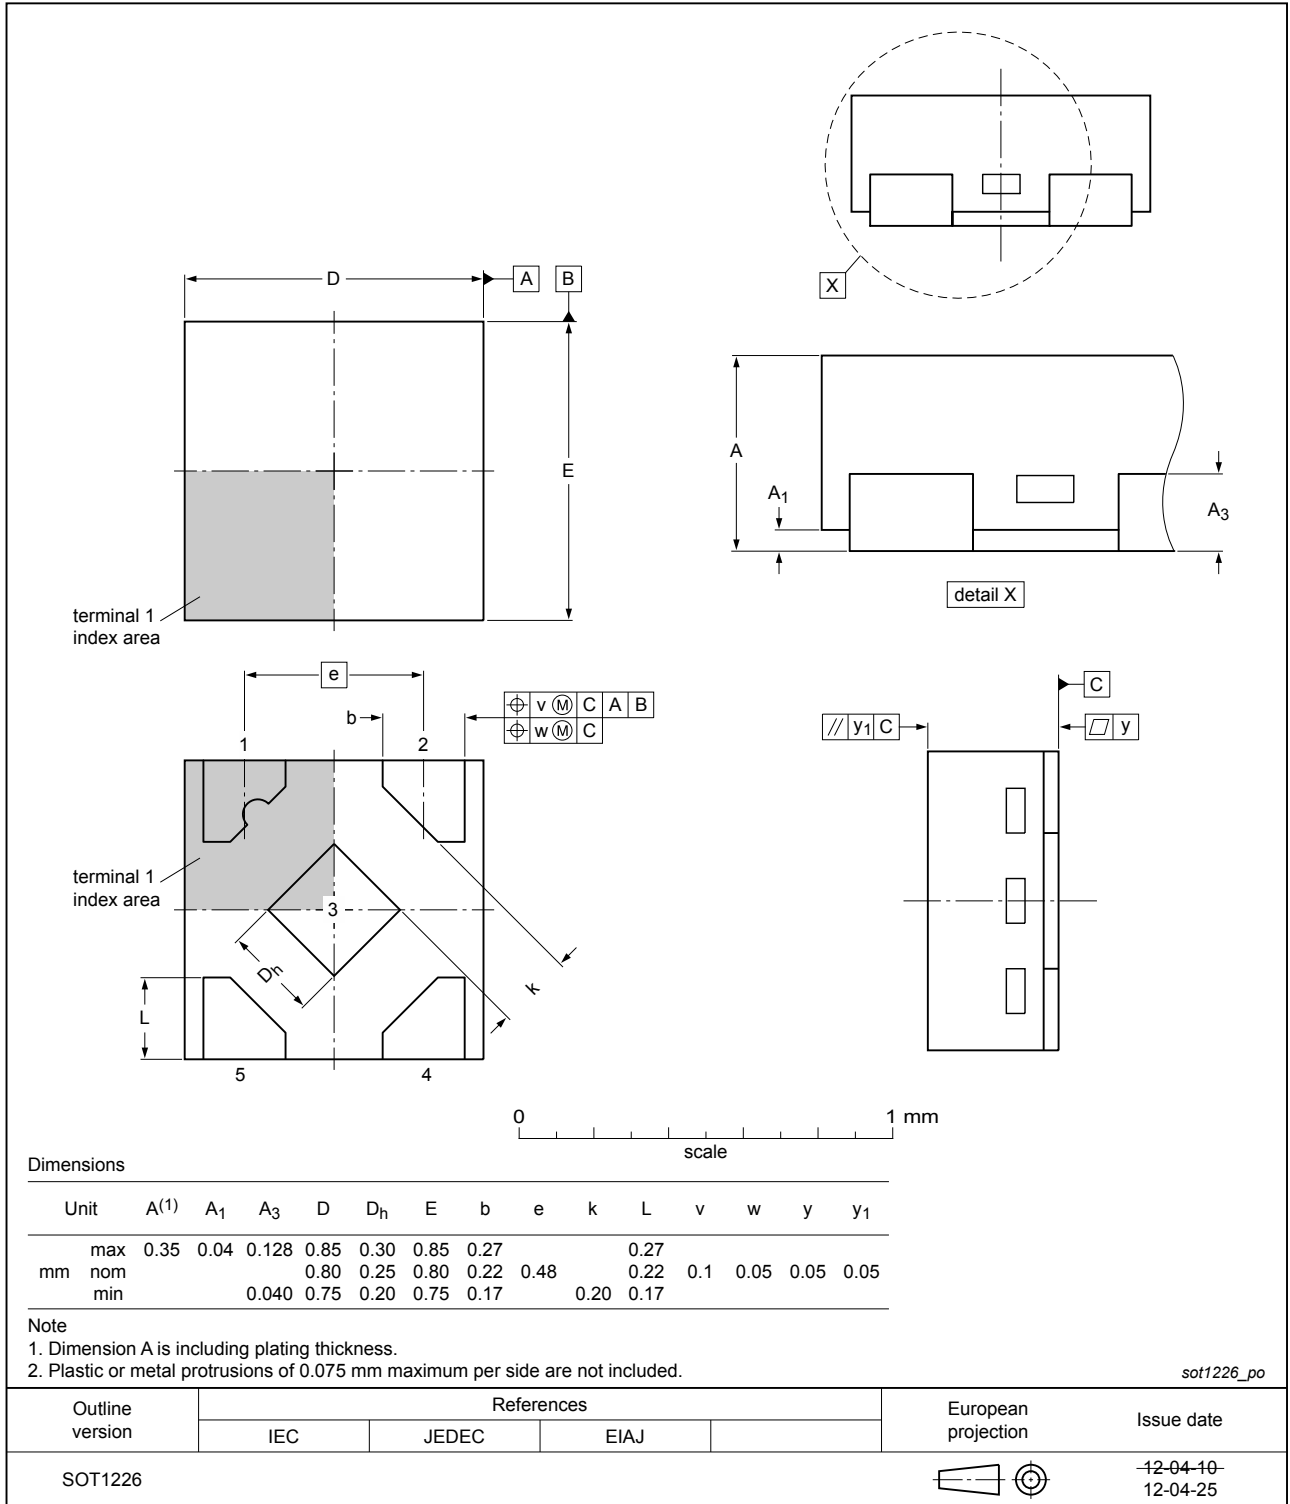 X
D
A
B
E
terminal 1
index area
A
A1
A3
detail X
e
b
v M C A B
w M C
1
2
terminal 1
index area
3
Dh
k
L
5
4
C
// y1 C
y
0
1 mm
scale
Dimensions
Unit A(1) A1 A3 D Dh E b e k L v w y y1
max 0.35 0.04 0.128 0.85 0.30 0.85 0.27 0.27
mm nom 0.80 0.25 0.80 0.22 0.48 0.22 0.1 0.05 0.05 0.05
min 0.040 0.75 0.20 0.75 0.17 0.20 0.17
Note
1. Dimension A is including plating thickness.
2. Plastic or metal protrusions of 0.075 mm maximum per side are not included.
sot1226_po
Outline
version
References
IEC JEDEC EIAJ
European
projection
Issue date
SOT1226
12-04-10
12-04-25